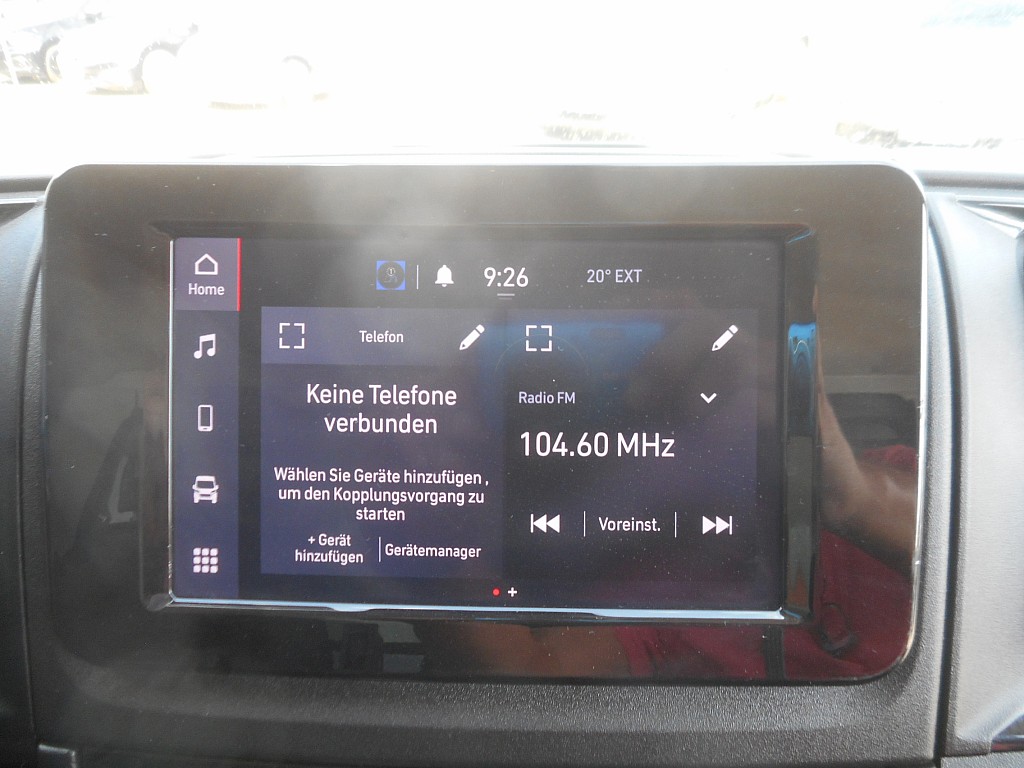 Home
9:26
20° EXT
Telefon
Keine Telefone
verbunden
Wählen Sie Geräte hinzufügen ,
um den Kopplungsvorgang zu
starten
+ Gerät
hinzufügen
Gerätemanager
Radio FM
104.60 MHz
Voreinst.